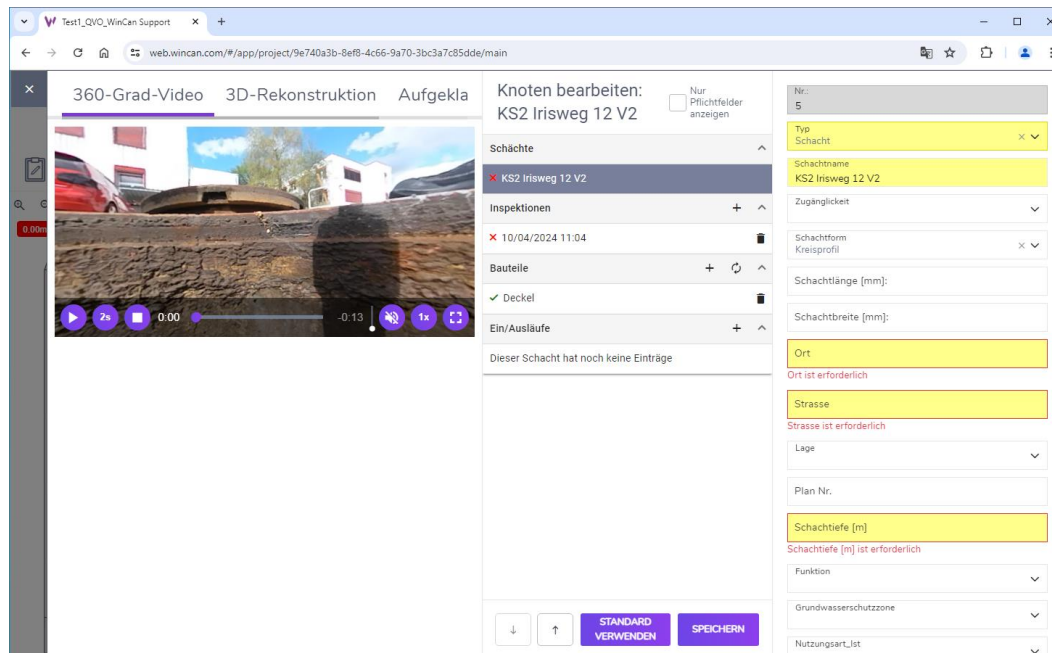 Test1_QVO_WinCan Support
web.wincan.com/#/app/project/9e740a3b-8ef8-4c66-9a70-3bc3a7c85dde/main
360-Grad-Video 3D-Rekonstruktion Aufgekla
0.00m
2s 0:00 -0:13 1x
Knoten bearbeiten:
KS2 Irisweg 12 V2
Nur
Pflichtfelder
anzeigen
Schächte
KS2 Irisweg 12 V2
Inspektionen
10/04/2024 11:04
Bauteile
Deckel
Ein/Ausläufe
Dieser Schacht hat noch keine Einträge
STANDARD
VERWENDEN
SPEICHERN
Nr.:
5
Typ
Schacht
Schachtname
KS2 Irisweg 12 V2
Zugänglickeit
Schachtform
Kreisprofil
Schachtlänge [mm]:
Schachtbreite [mm]:
Ort
Ort ist erforderlich
Strasse
Strasse ist erforderlich
Lage
Plan Nr.
Schachtiefe [m]
Schachtiefe [m] ist erforderlich
Funktion
Grundwasserschutzzone
Nutzungsart_Ist